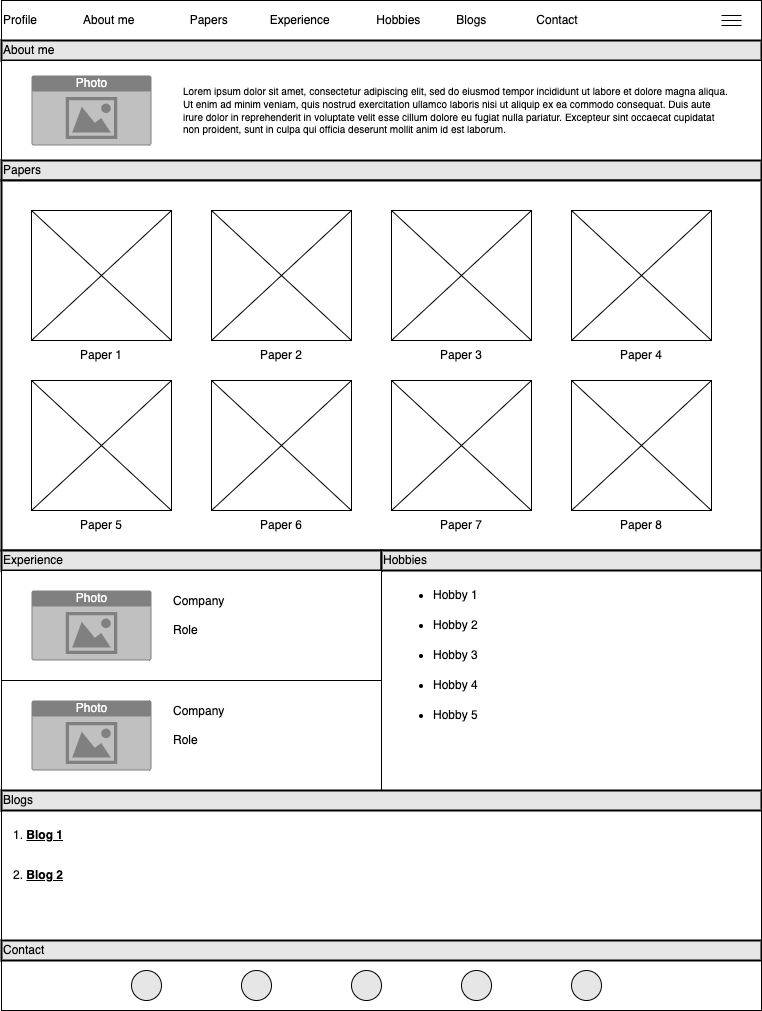 Profile About me Papers Experience Hobbies Blogs Contact
About me
Photo
Lorem ipsum dolor sit amet, consectetur adipiscing elit, sed do eiusmod tempor incididunt ut labore et dolore magna aliqua.
Ut enim ad minim veniam, quis nostrud exercitation ullamco laboris nisi ut aliquip ex ea commodo consequat. Duis aute
irure dolor in reprehenderit in voluptate velit esse cillum dolore eu fugiat nulla pariatur. Excepteur sint occaecat cupidatat
non proident, sunt in culpa qui officia deserunt mollit anim id est laborum.
Papers
Paper 1 Paper 2 Paper 3 Paper 4
Paper 5 Paper 6 Paper 7 Paper 8
Experience
Photo
Company
Role
Photo
Company
Role
Hobbies
• Hobby 1
• Hobby 2
• Hobby 3
• Hobby 4
• Hobby 5
Blogs
1. Blog 1
2. Blog 2
Contact